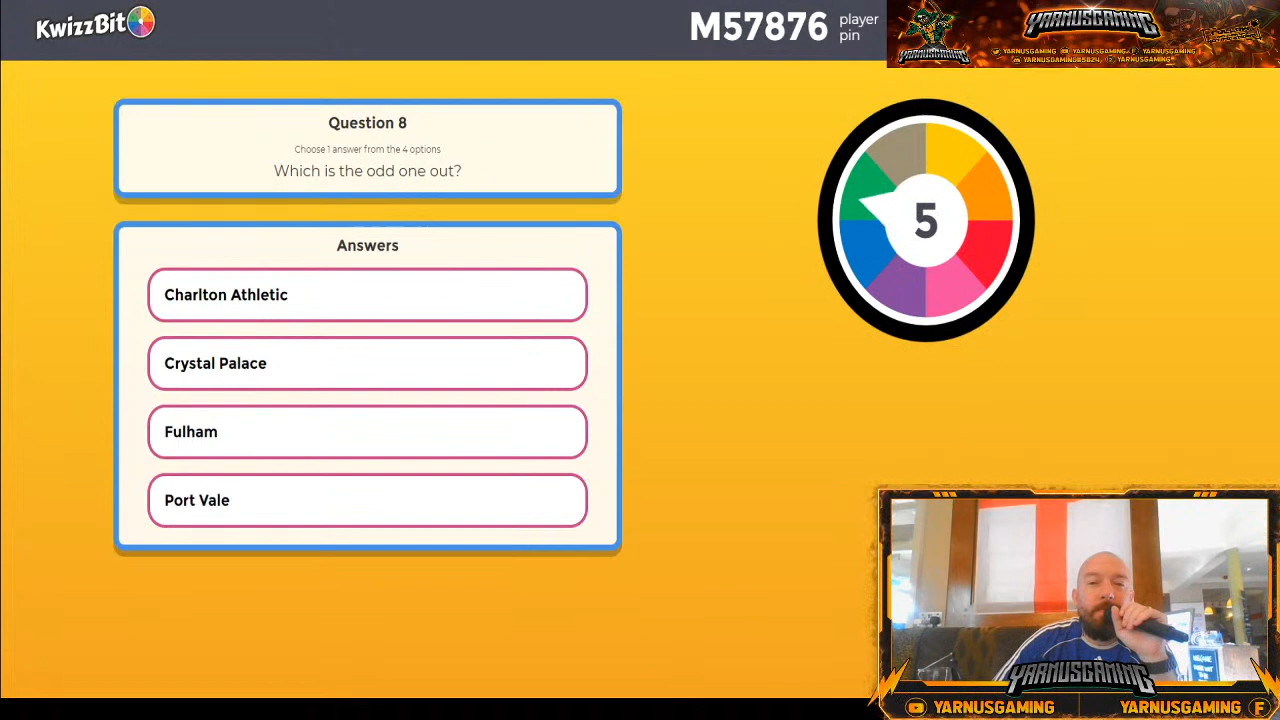 KwizzBit
M57876
player
pin
YARNUSGAMING
YARNUSGAMING
Question 8
Choose 1 answer from the 4 options
Which is the odd one out?
5
Answers
Charlton Athletic
Crystal Palace
Fulham
Port Vale
YARNUSGAMING
YARNUSGAMING
YARNUSGAMING